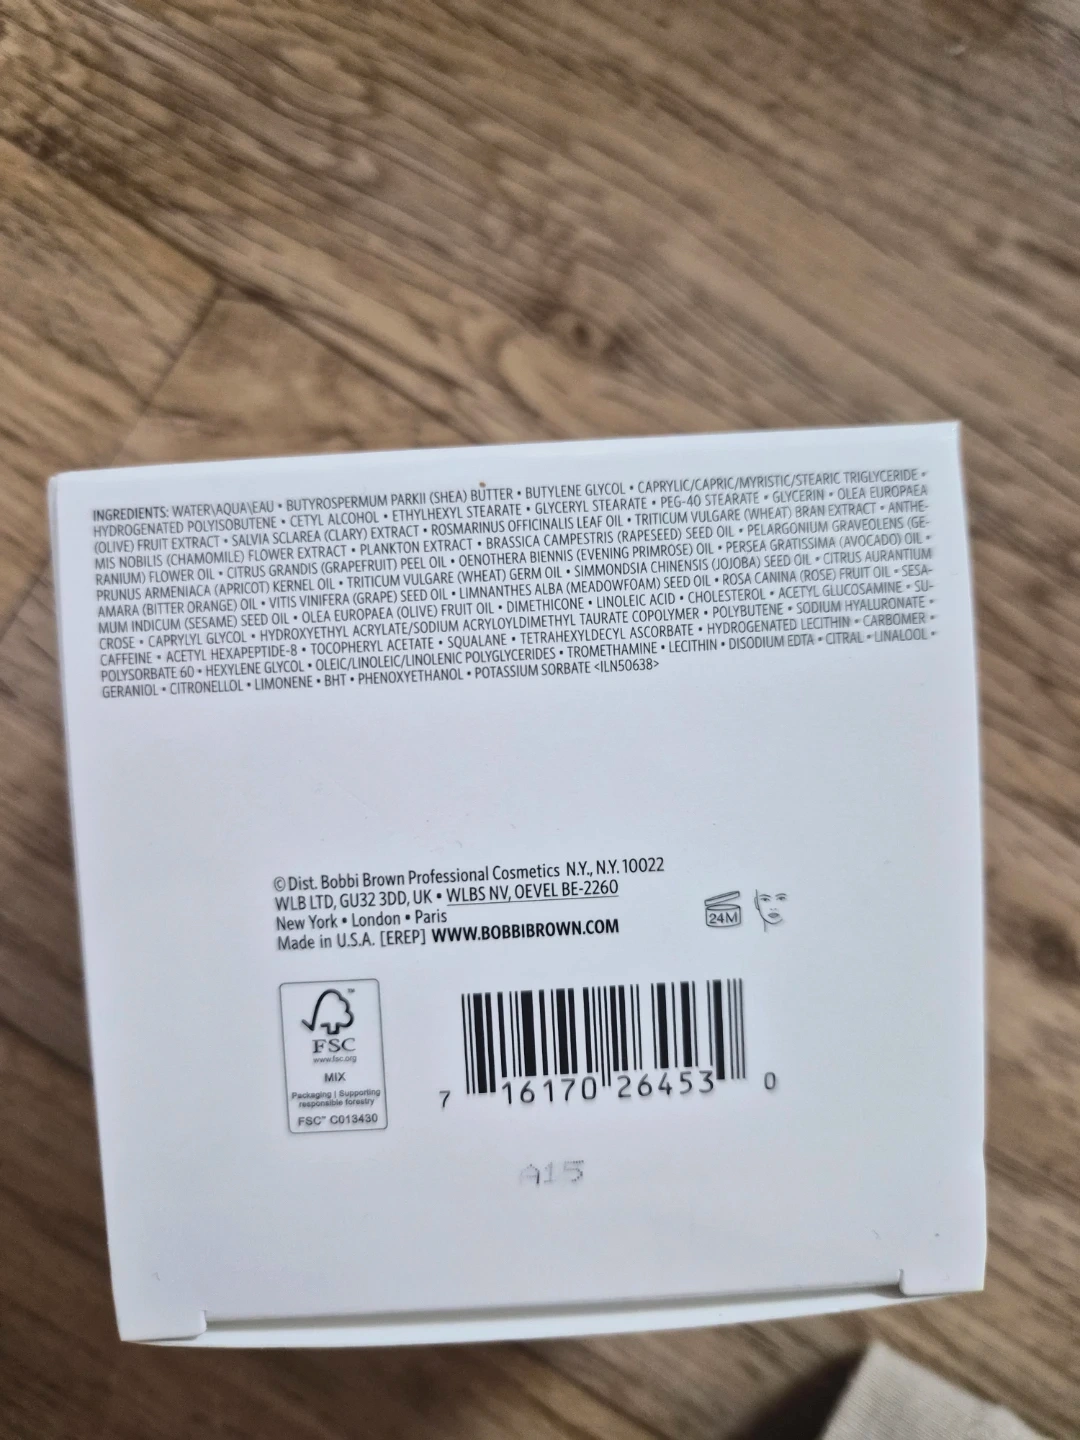 INGREDIENTS: WATER\AQUA\EAU • BUTYROSPERMUM PARKII (SHEA) BUTTER • BUTYLENE GLYCOL • CAPRYLIC/CAPRIC/MYRISTIC/STEARIC TRIGLYCERIDE •
HYDROGENATED POLYISOBUTENE • CETYL ALCOHOL • ETHYLHEXYL STEARATE • GLYCERYL STEARATE • PEG-40 STEARATE • GLYCERIN • OLEA EUROPAEA
(OLIVE) FRUIT EXTRACT • SALVIA SCLAREA (CLARY) EXTRACT • ROSMARINUS OFFICINALIS LEAF OIL • TRITICUM VULGARE (WHEAT) BRAN EXTRACT • ANTHE-
MIS NOBILIS (CHAMOMILE) FLOWER EXTRACT • PLANKTON EXTRACT • BRASSICA CAMPESTRIS (RAPESEED) SEED OIL • PELARGONIUM GRAVEOLENS (GE-
RANIUM) FLOWER OIL • CITRUS GRANDIS (GRAPEFRUIT) PEEL OIL • OENOTHERA BIENNIS (EVENING PRIMROSE) OIL • PERSEA GRATISSIMA (AVOCADO) OIL •
PRUNUS ARMENIACA (APRICOT) KERNEL OIL • TRITICUM VULGARE (WHEAT) GERM OIL • SIMMONDSIA CHINENSIS (JOJOBA) SEED OIL • CITRUS AURANTIUM
AMARA (BITTER ORANGE) OIL • VITIS VINIFERA (GRAPE) SEED OIL • LIMNANTHES ALBA (MEADOWFOAM) SEED OIL • ROSA CANINA (ROSE) FRUIT OIL • SESA-
MUM INDICUM (SESAME) SEED OIL • OLEA EUROPAEA (OLIVE) FRUIT OIL • DIMETHICONE • LINOLEIC ACID • CHOLESTEROL • ACETYL GLUCOSAMINE • SU-
CROSE • CAPRYLYL GLYCOL • HYDROXYETHYL ACRYLATE/SODIUM ACRYLOYLDIMETHYL TAURATE COPOLYMER • POLYBUTENE • SODIUM HYALURONATE •
CAFFEINE • ACETYL HEXAPEPTIDE-8 • TOCOPHERYL ACETATE • SQUALANE • TETRAHEXYLDECYL ASCORBATE • HYDROGENATED LECITHIN • CARBOMER •
POLYSORBATE 60 • HEXYLENE GLYCOL • OLEIC/LINOLEIC/LINOLENIC POLYGLYCERIDES • TROMETHAMINE • LECITHIN • DISODIUM EDTA • CITRAL • LINALOOL •
GERANIOL • CITRONELLOL • LIMONENE • BHT • PHENOXYETHANOL • POTASSIUM SORBATE <ILN50638>
© Dist. Bobbi Brown Professional Cosmetics N.Y., N.Y. 10022
WLB LTD, GU32 3DD, UK • WLBS NV, OEVEL BE-2260
New York • London • Paris
Made in U.S.A. [EREP] WWW.BOBBIBROWN.COM
24M
FSC™
www.fsc.org
MIX
Packaging | Supporting
responsible forestry
FSC® C013430
7 16170 26453 0
A15